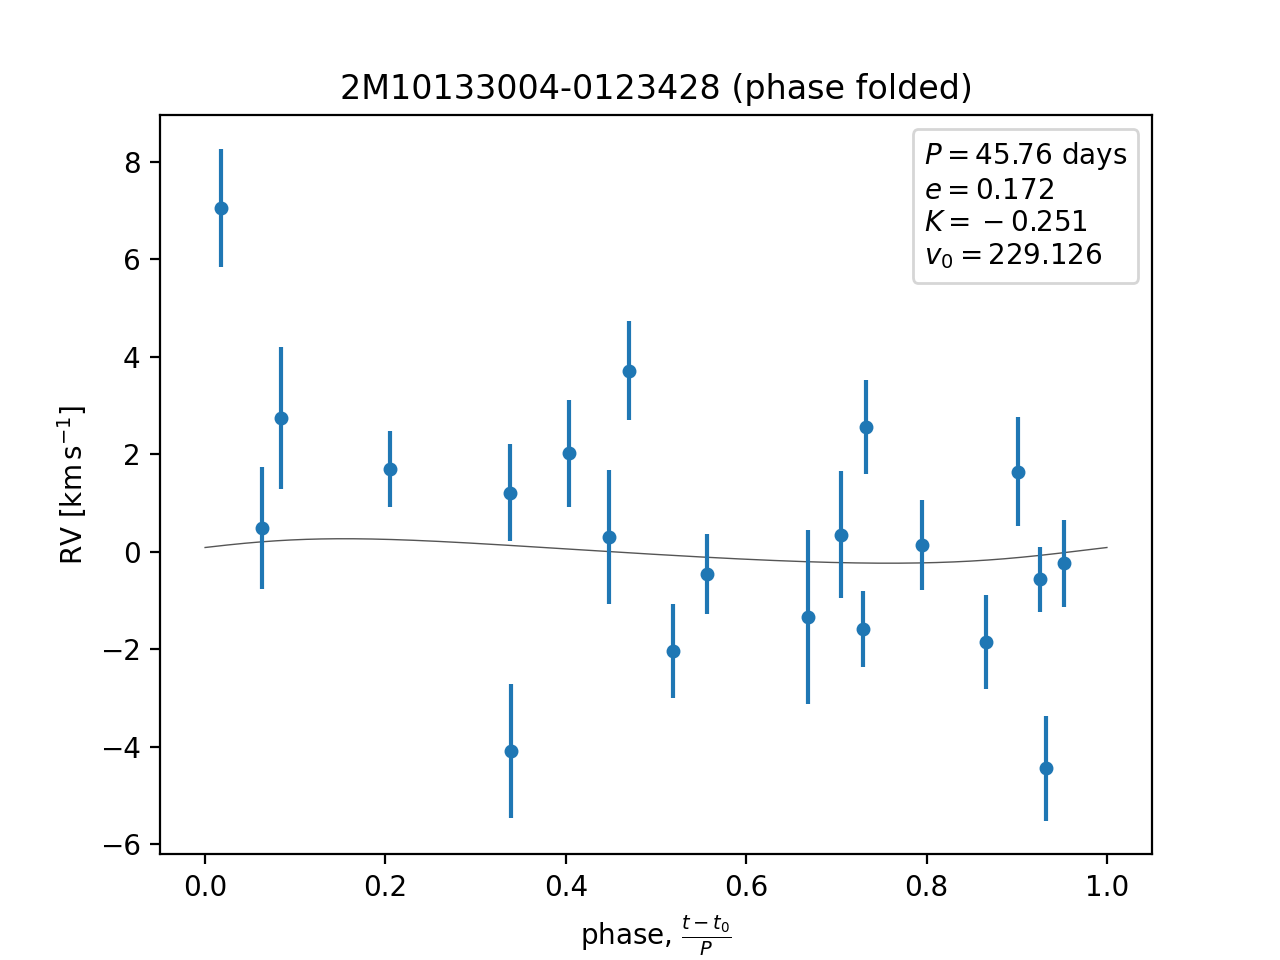 2M10133004-0123428 (phase folded)
P = 45.76 days
e = 0.172
K = −0.251
v₀ = 229.126
8
6
4
2
0
−2
−4
−6
RV [km s⁻¹]
0.0 0.2 0.4 0.6 0.8 1.0
phase, (t − t₀)/P